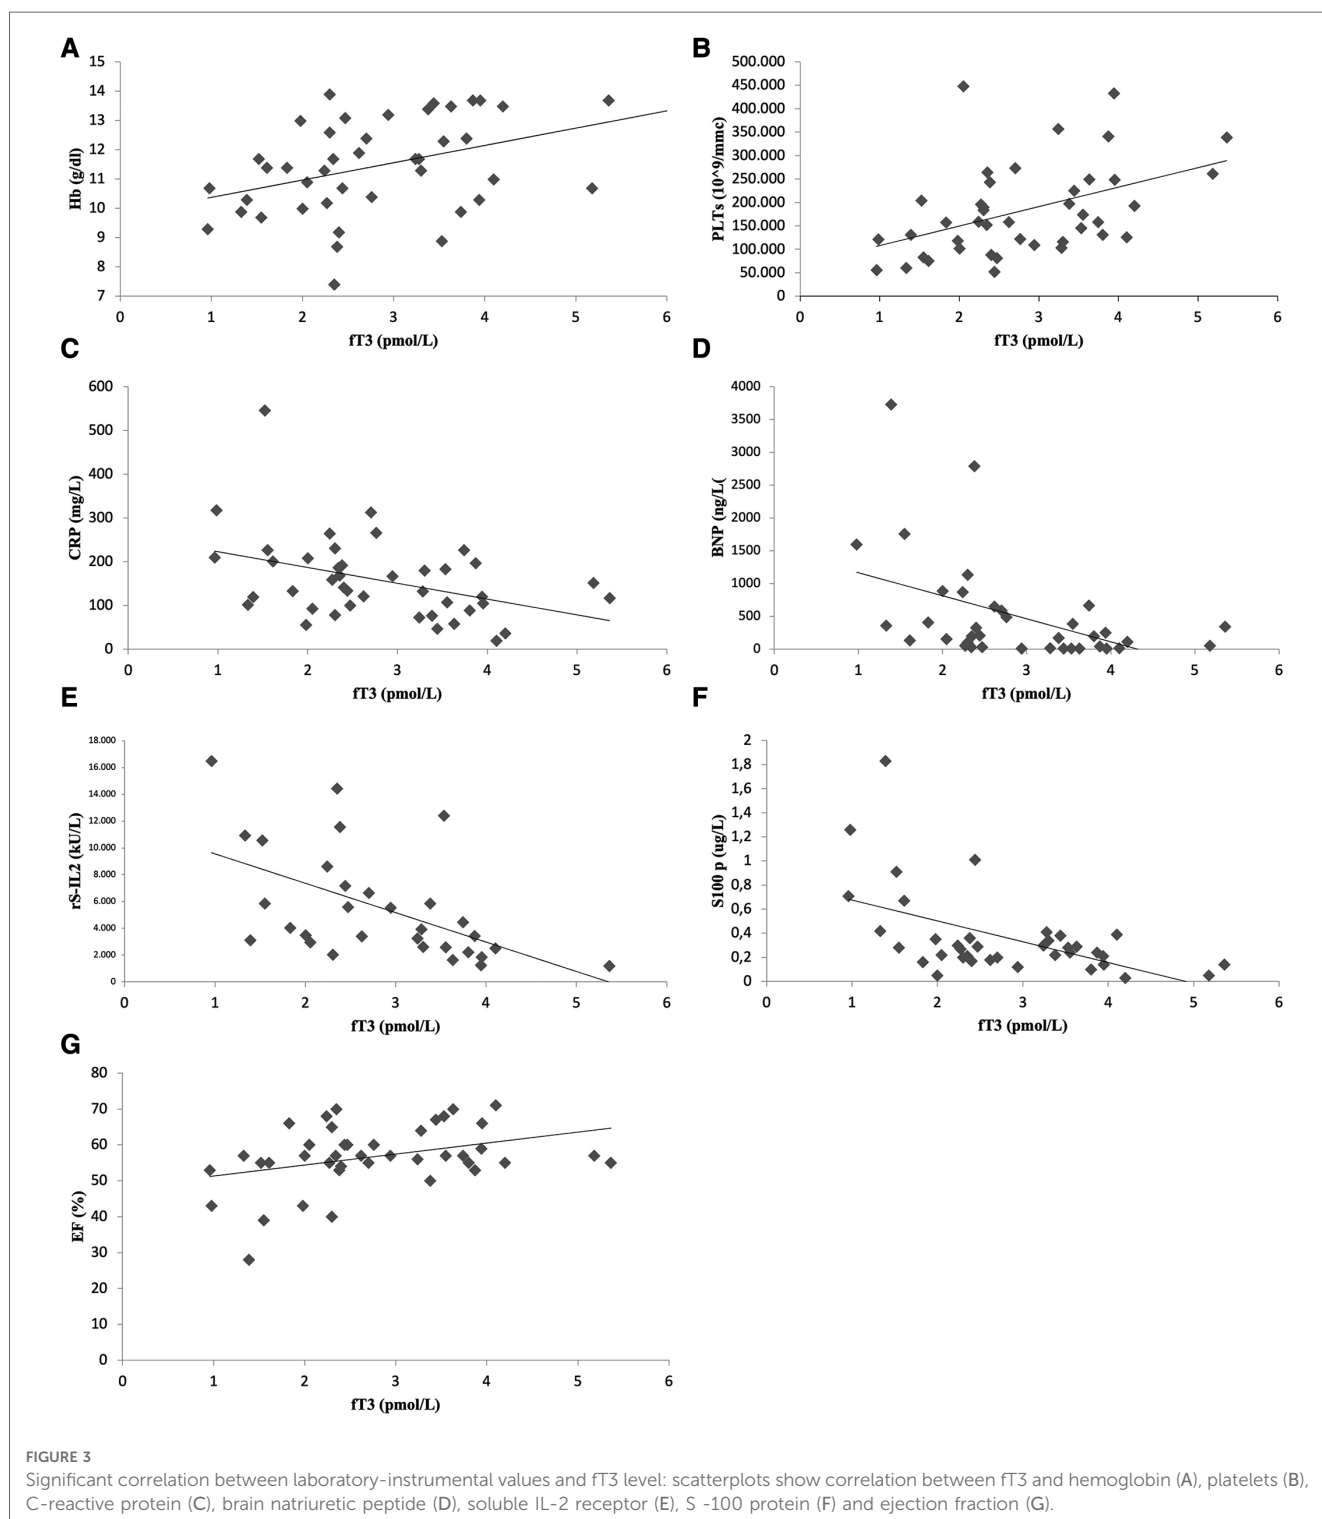 A
Hb (g/dl)
15
14
13
12
11
10
9
8
7
0 1 2 3 4 5 6
fT3 (pmol/L)
B
PLTs (10^9/mmc)
500.000
450.000
400.000
350.000
300.000
250.000
200.000
150.000
100.000
50.000
0
0 1 2 3 4 5 6
fT3 (pmol/L)
C
CRP (mg/L)
600
500
400
300
200
100
0
0 1 2 3 4 5 6
fT3 (pmol/L)
D
BNP (ng/L(
4000
3500
3000
2500
2000
1500
1000
500
0
0 1 2 3 4 5 6
fT3 (pmol/L)
E
rS-IL2 (kU/L)
18.000
16.000
14.000
12.000
10.000
8.000
6.000
4.000
2.000
0
0 1 2 3 4 5 6
fT3 (pmol/L)
F
S100 p (ug/L)
2
1,8
1,6
1,4
1,2
1
0,8
0,6
0,4
0,2
0
0 1 2 3 4 5 6
fT3 (pmol/L)
G
EF (%)
80
70
60
50
40
30
20
10
0
0 1 2 3 4 5 6
fT3 (pmol/L)
FIGURE 3
Significant correlation between laboratory-instrumental values and fT3 level: scatterplots show correlation between fT3 and hemoglobin (A), platelets (B),
C-reactive protein (C), brain natriuretic peptide (D), soluble IL-2 receptor (E), S -100 protein (F) and ejection fraction (G).